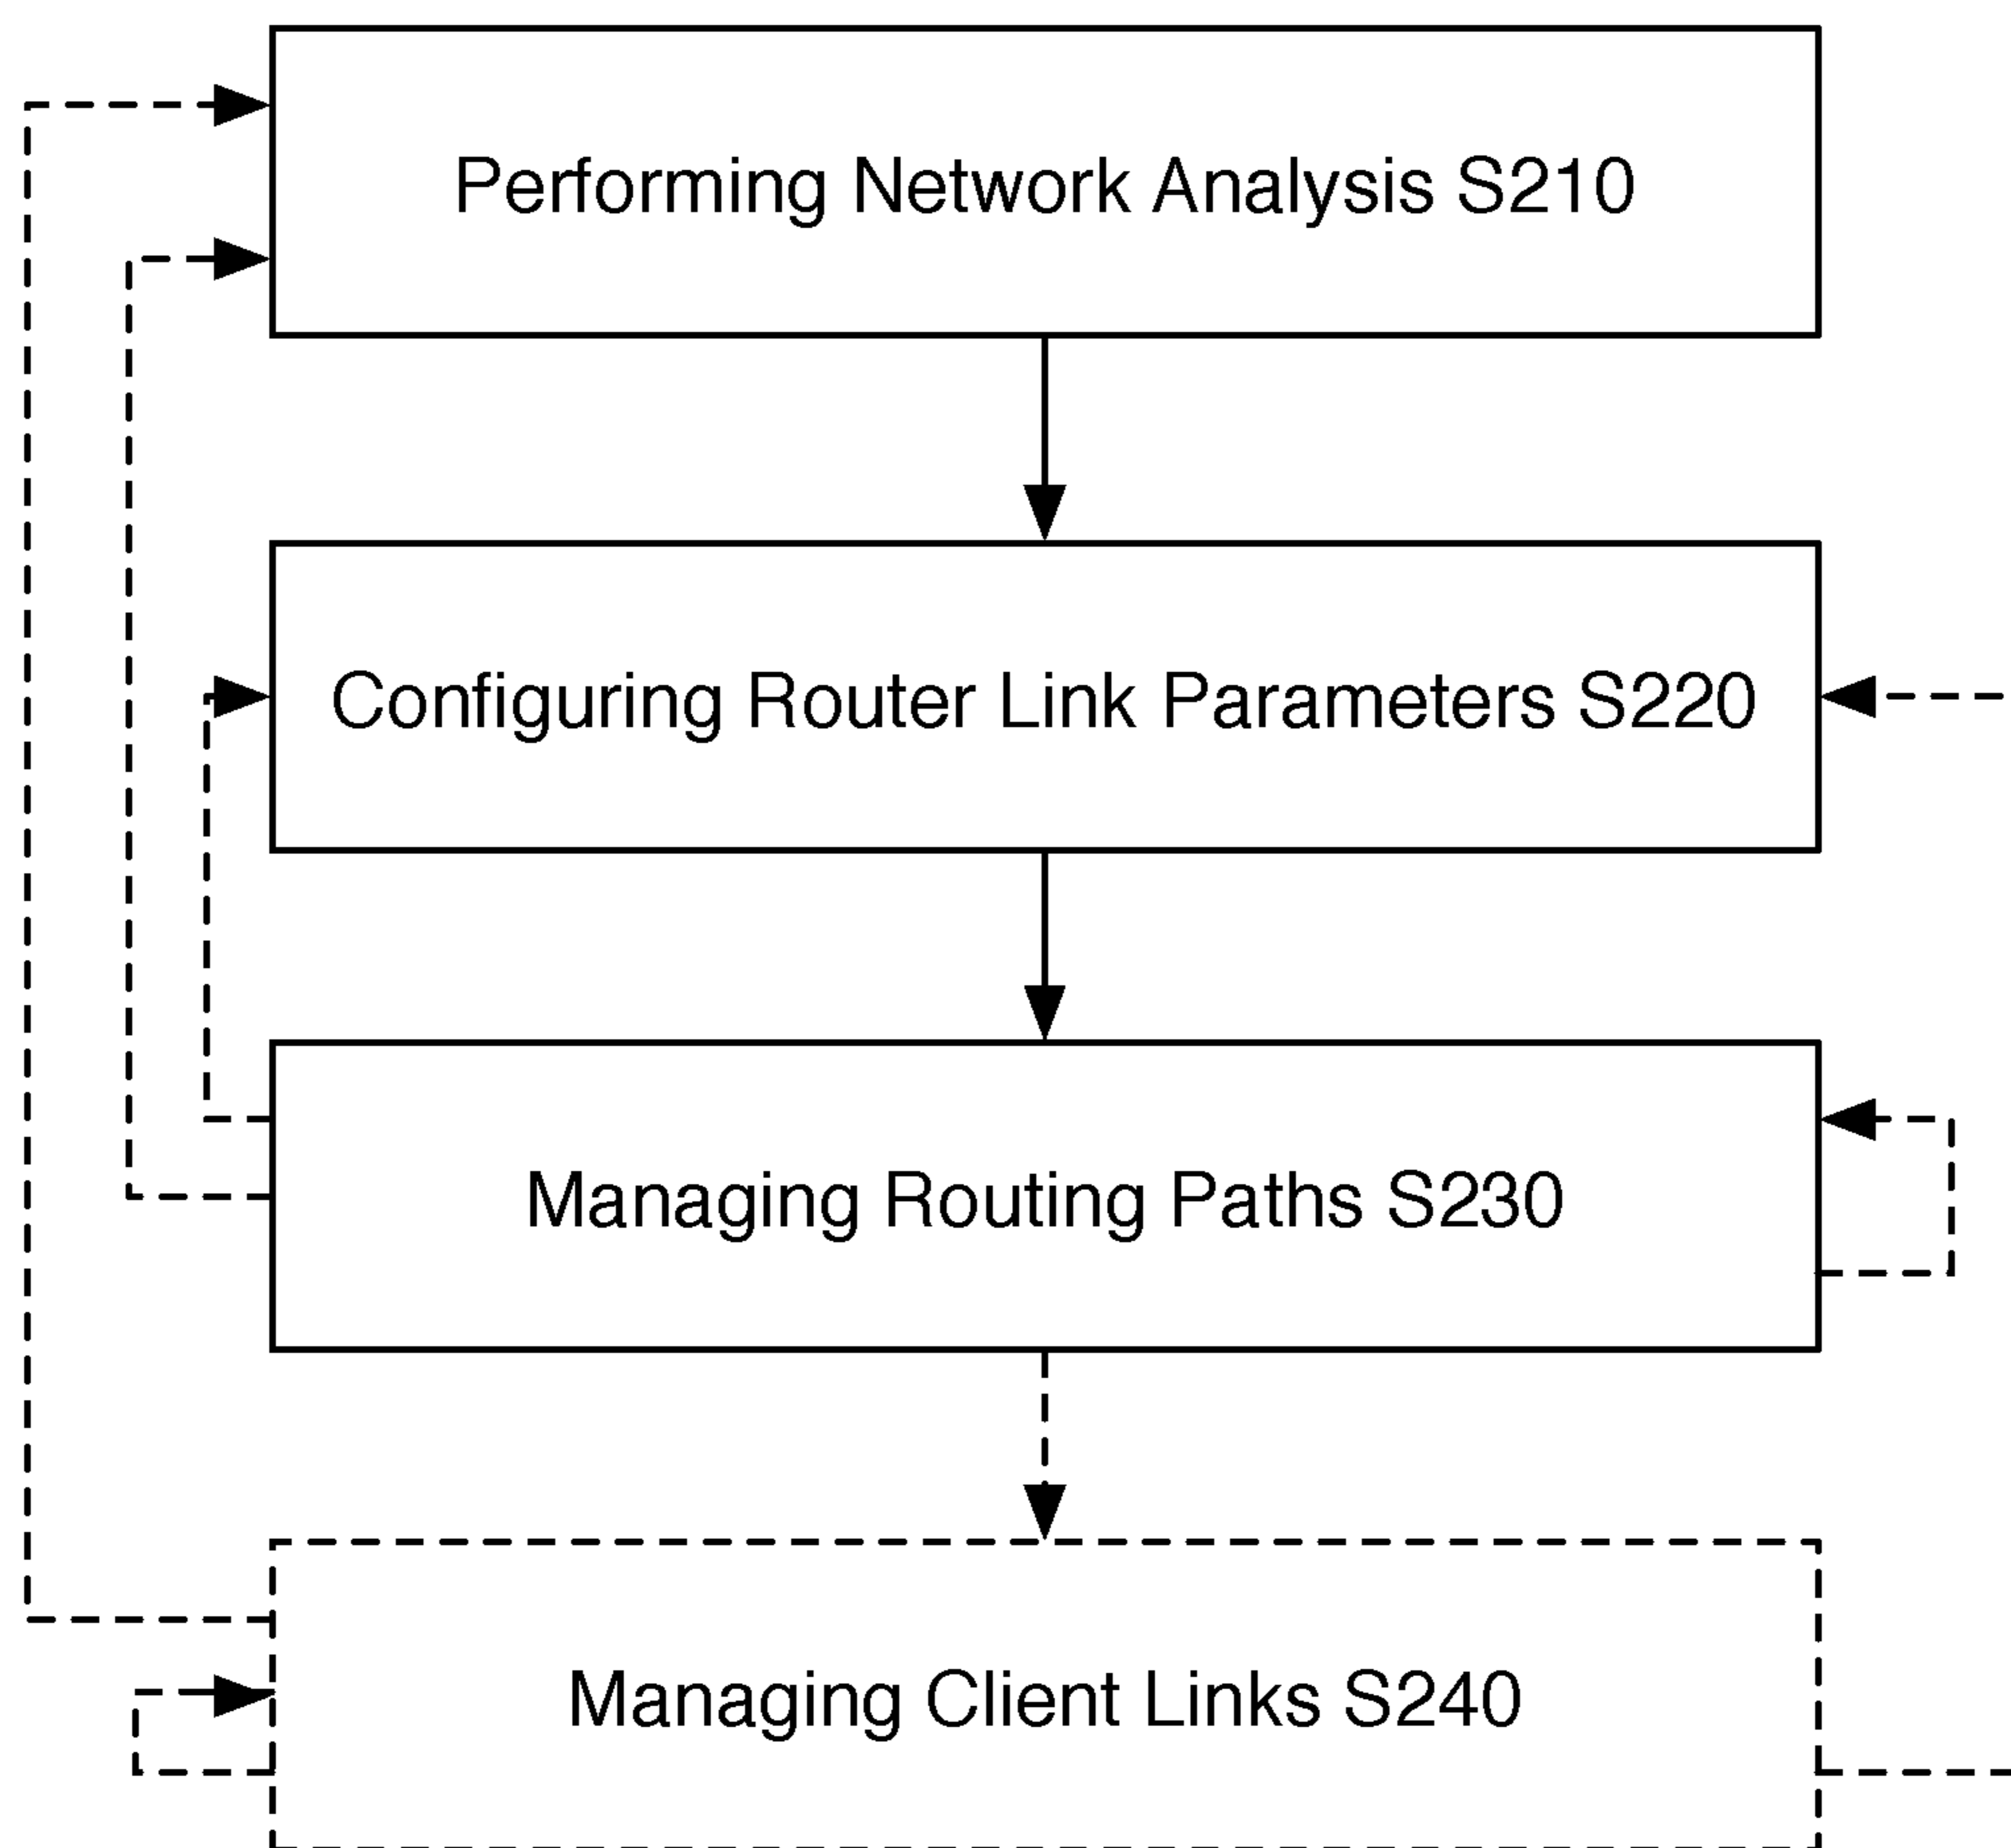 Performing Network Analysis S210
Configuring Router Link Parameters S220
Managing Routing Paths S230
Managing Client Links S240